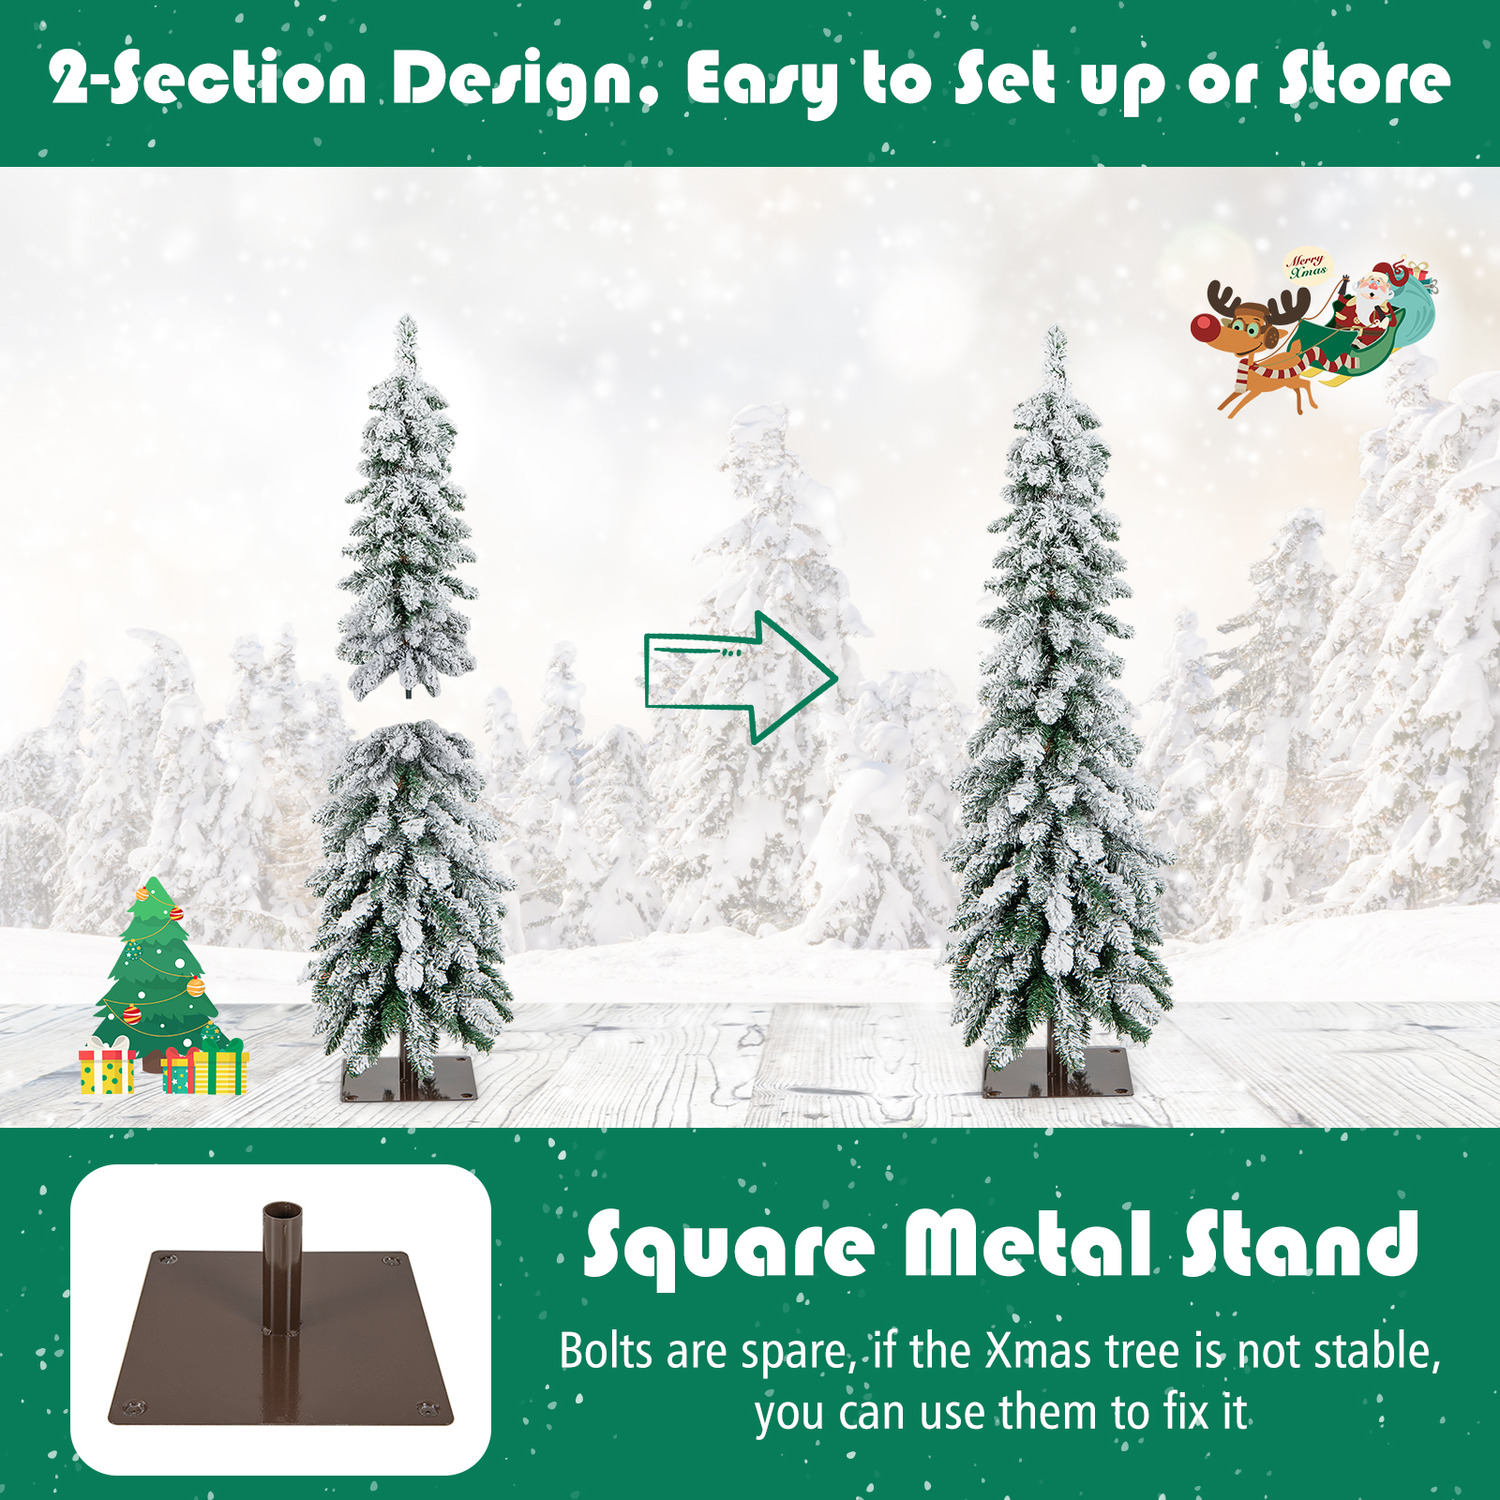 2-Section Design, Easy to Set up or Store
Merry
Xmas
Square Metal Stand
Bolts are spare, if the Xmas tree is not stable,
you can use them to fix it